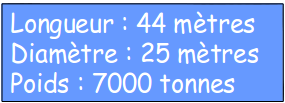 Longueur : 44 mètres
Diamètre : 25 mètres
Poids : 7000 tonnes